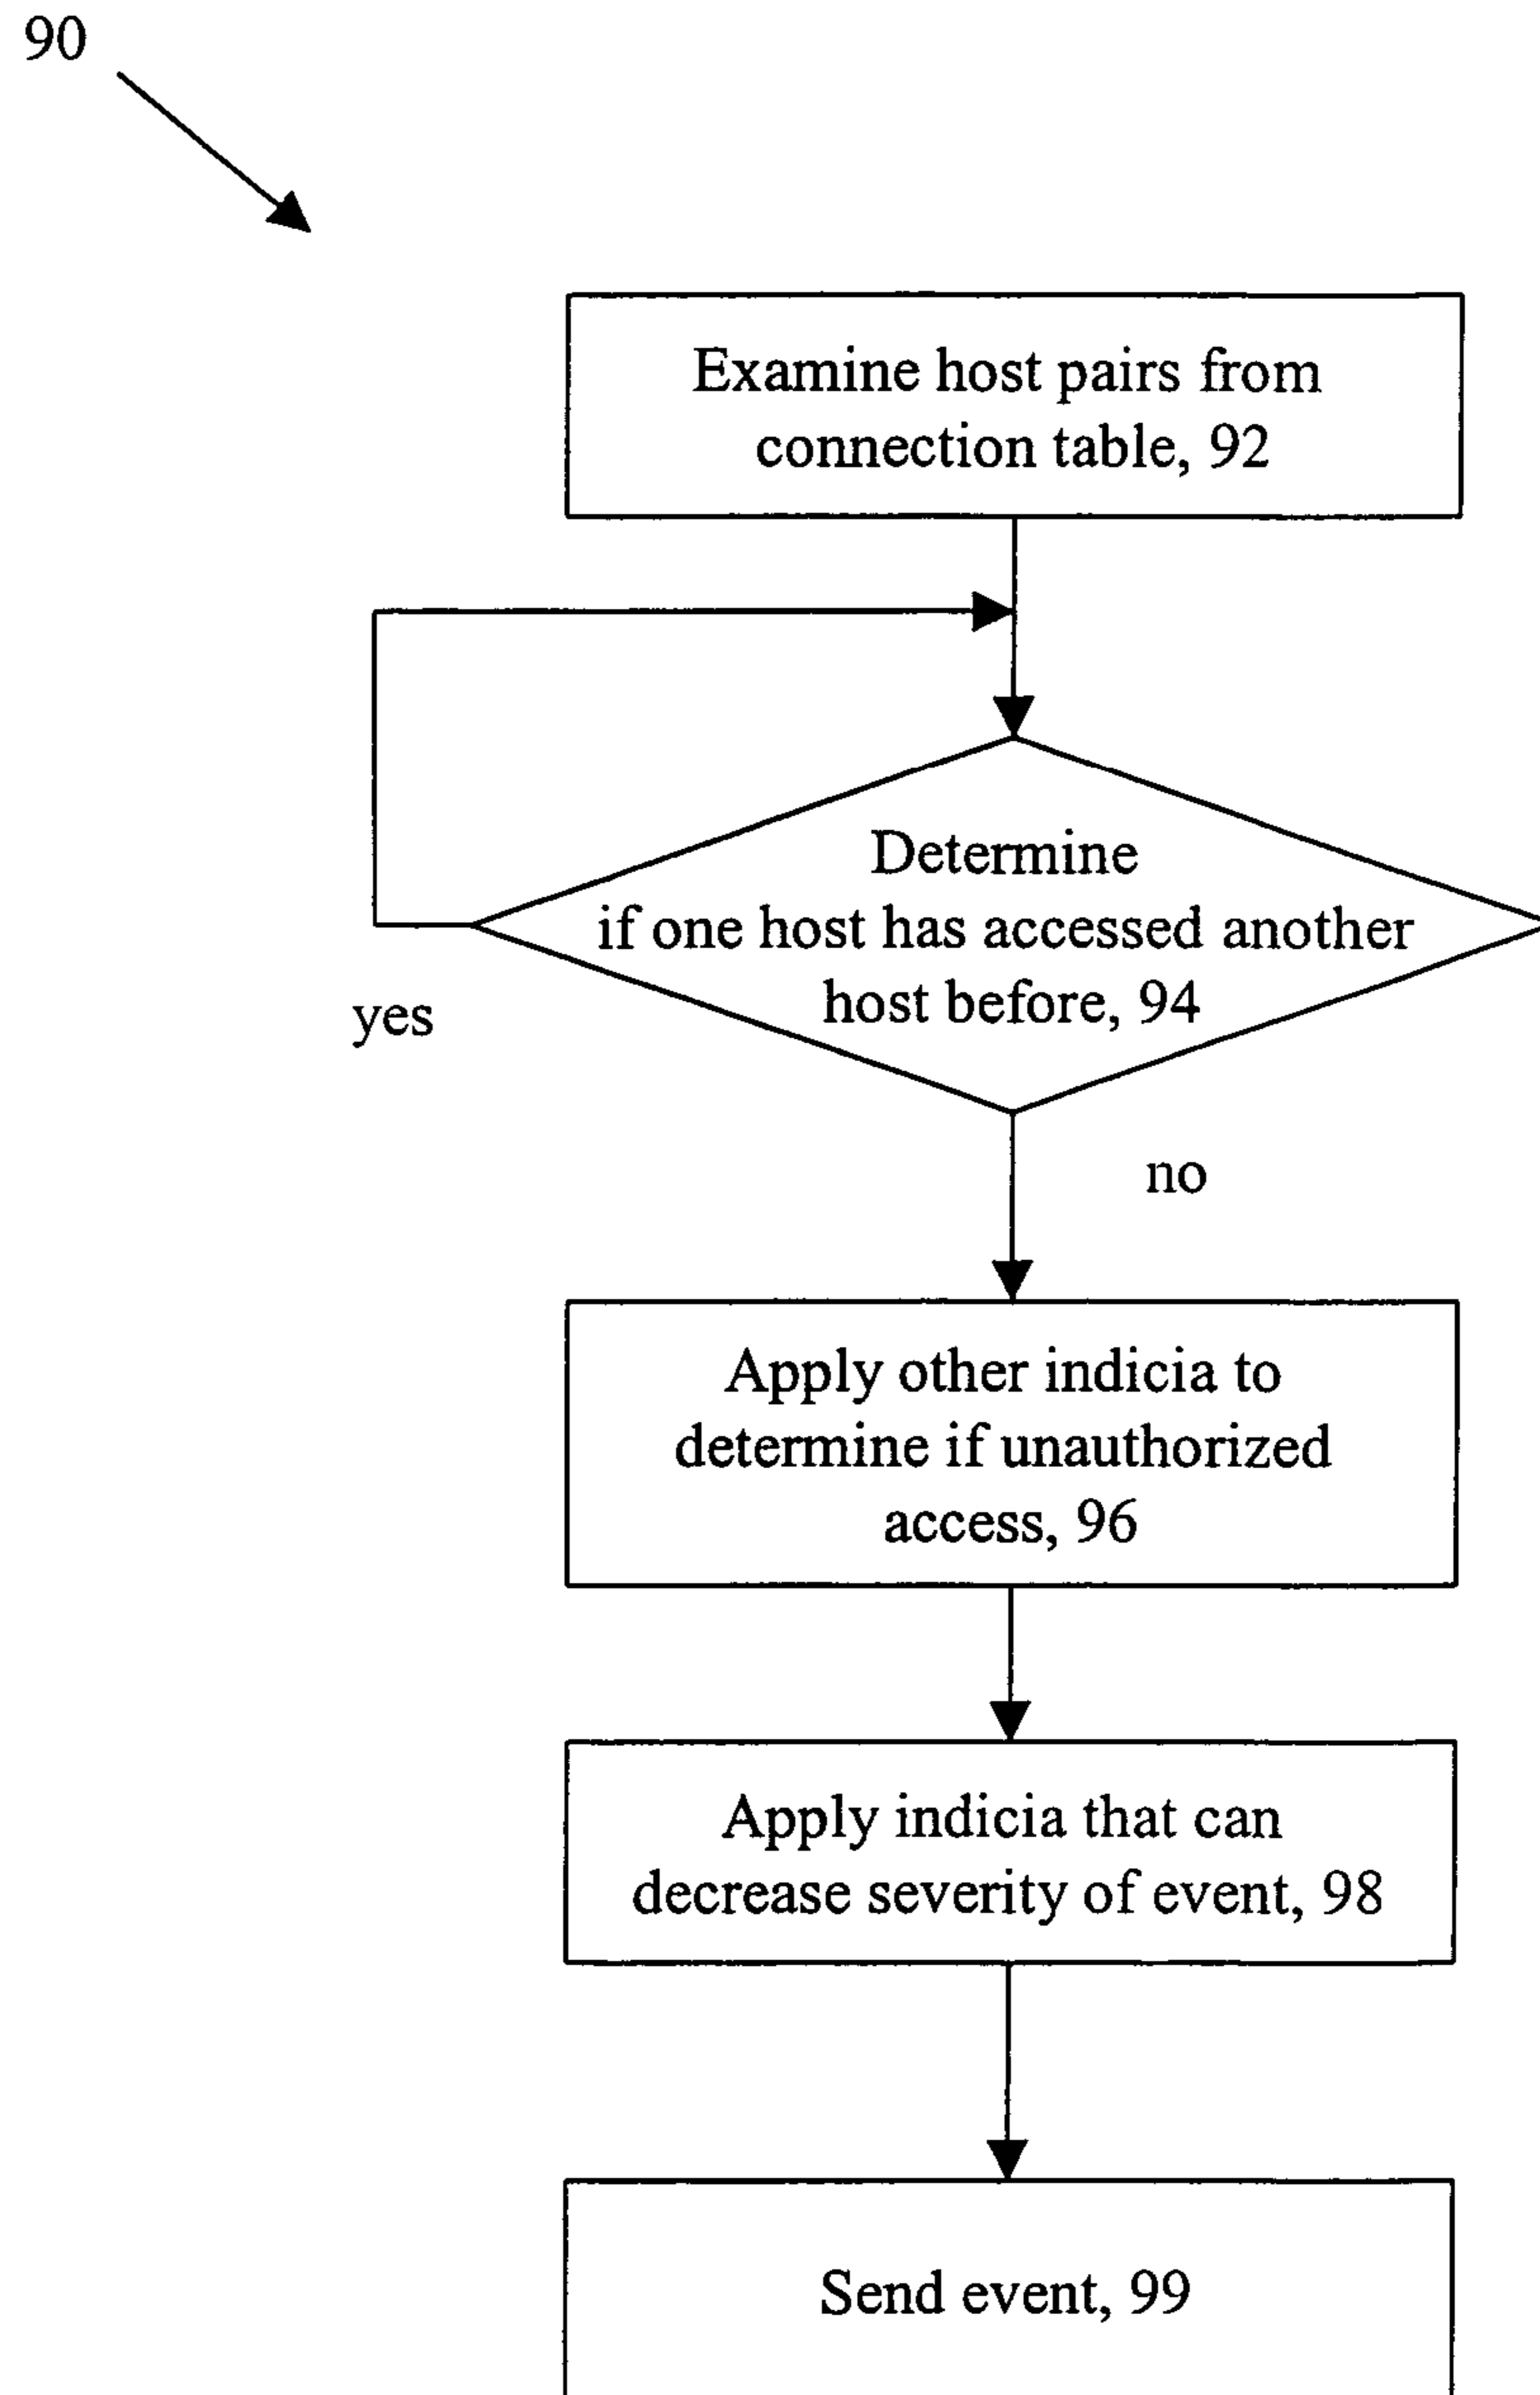 90
Examine host pairs from
connection table, 92
Determine
if one host has accessed another
host before, 94
yes
no
Apply other indicia to
determine if unauthorized
access, 96
Apply indicia that can
decrease severity of event, 98
Send event, 99